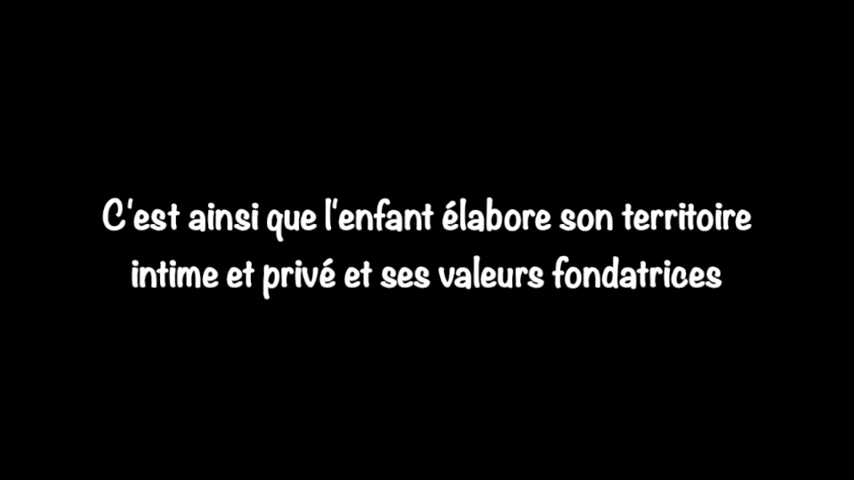 C'est ainsi que l'enfant élabore son territoire
intime et privé et ses valeurs fondatrices